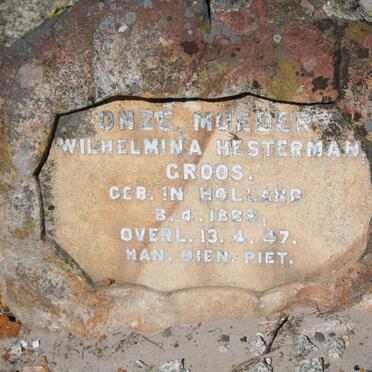 ONZE MOEDER
WILHELMINA HESTERMAN,
GROOS.
GEB. IN HOLLAND
8.4.1889,
OVERL. 13.4.47.
HAN. DIEN. PIET.